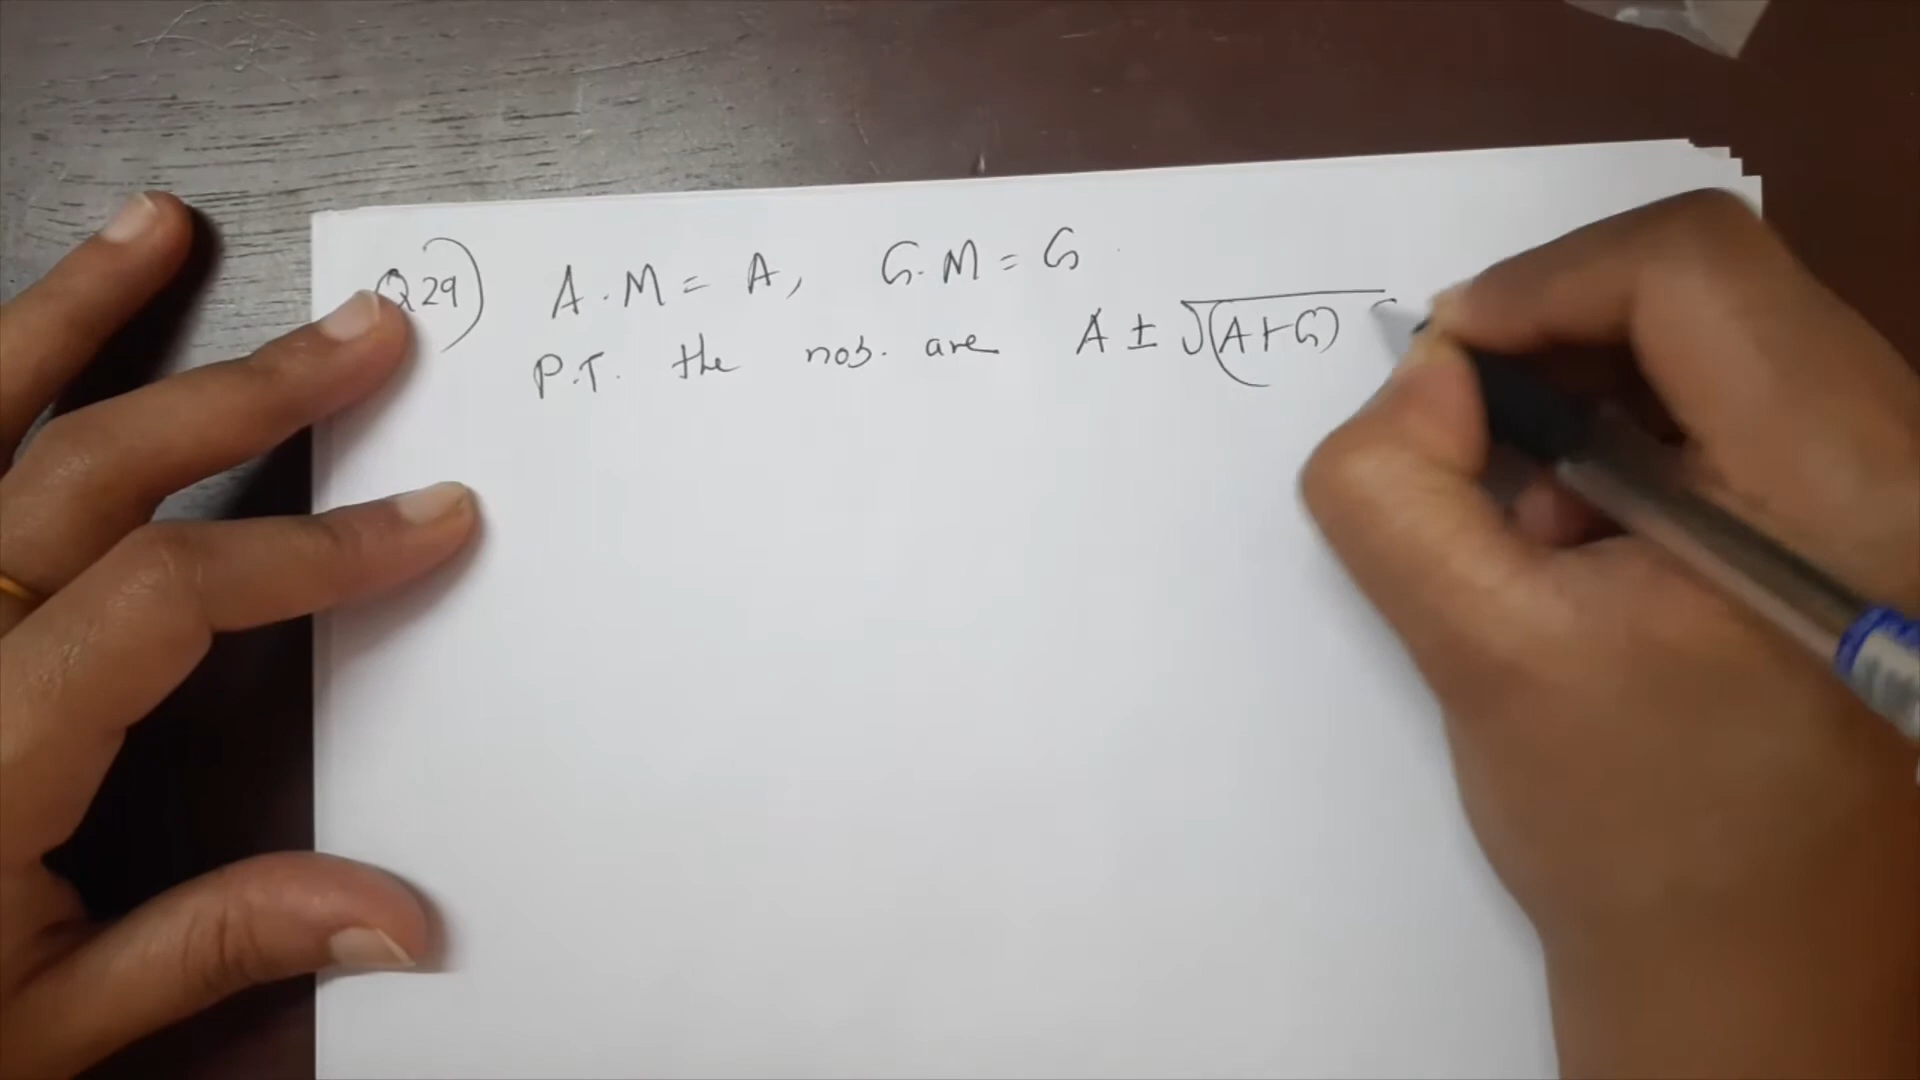 Q29) A.M = A, G.M = G
P.T. the nos. are A ± √(A+G)